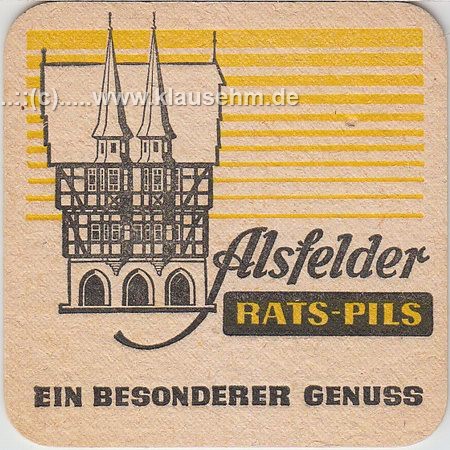 ...:;(c)..... www.klausehm.de
Alsfelder
RATS-PILS
EIN BESONDERER GENUSS